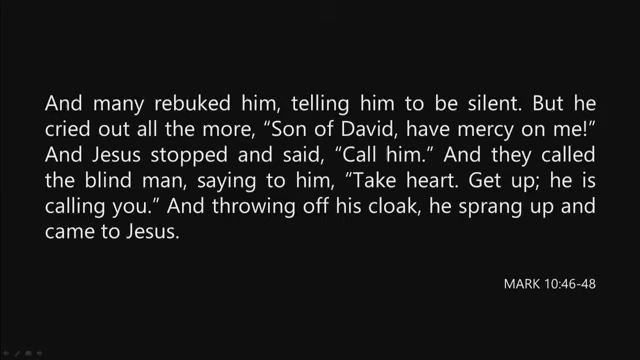 And many rebuked him, telling him to be silent. But he
cried out all the more, “Son of David, have mercy on me!”
And Jesus stopped and said, “Call him.” And they called
the blind man, saying to him, “Take heart. Get up; he is
calling you.” And throwing off his cloak, he sprang up and
came to Jesus.
MARK 10:46-48